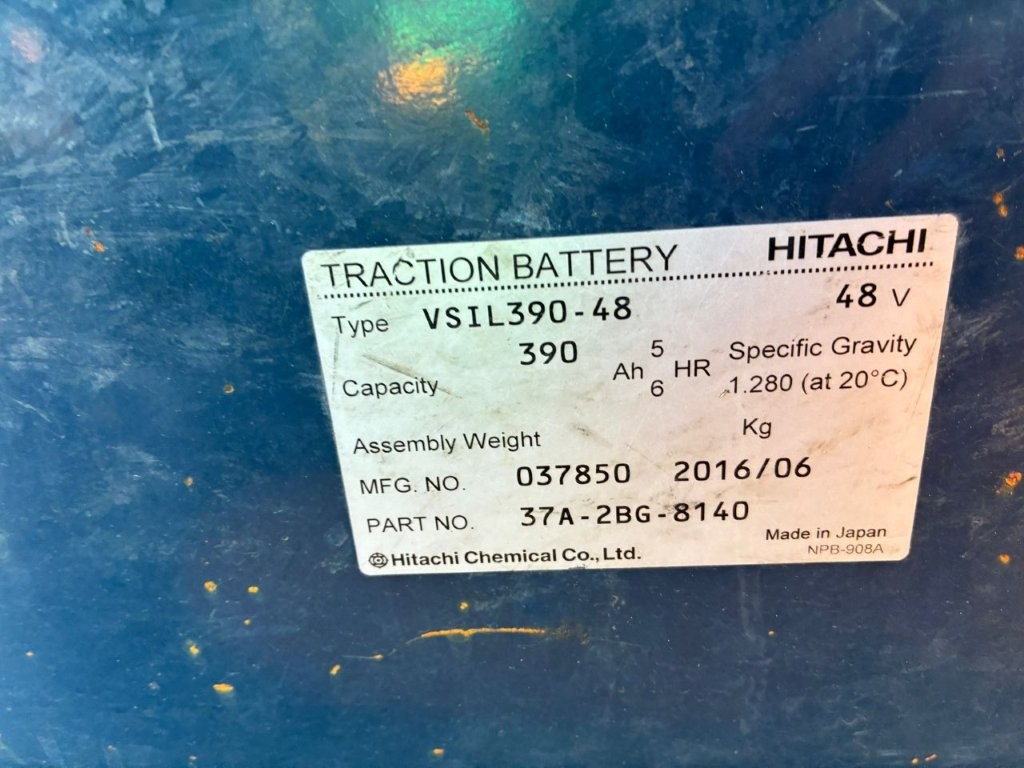 TRACTION BATTERY HITACHI
Type VSIL390-48 48 V
Capacity 390 Ah 5 HR Specific Gravity
6 1.280 (at 20°C)
Assembly Weight Kg
MFG. NO. 037850 2016/06
PART NO. 37A-2BG-8140
Hitachi Chemical Co., Ltd. Made in Japan
NPB-908A